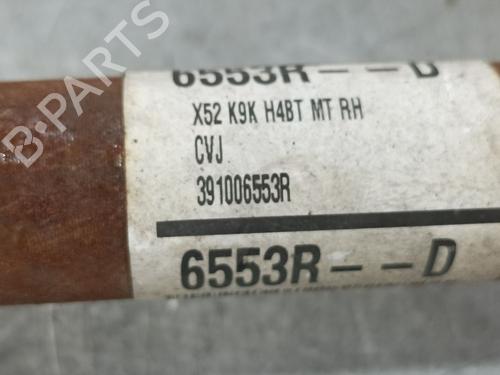 B-PARTS
6553R--D
X52 K9K H4BT MT RH
CVJ
391006553R
6553R--D